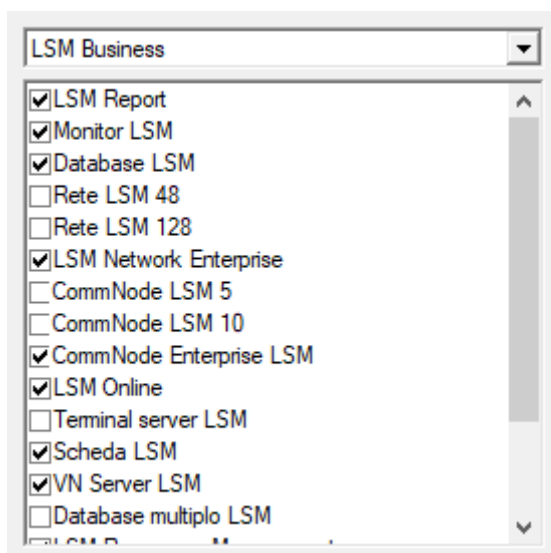 LSM Business
LSM Report
Monitor LSM
Database LSM
Rete LSM 48
Rete LSM 128
LSM Network Enterprise
CommNode LSM 5
CommNode LSM 10
CommNode Enterprise LSM
LSM Online
Terminal server LSM
Scheda LSM
VN Server LSM
Database multiplo LSM
LSM